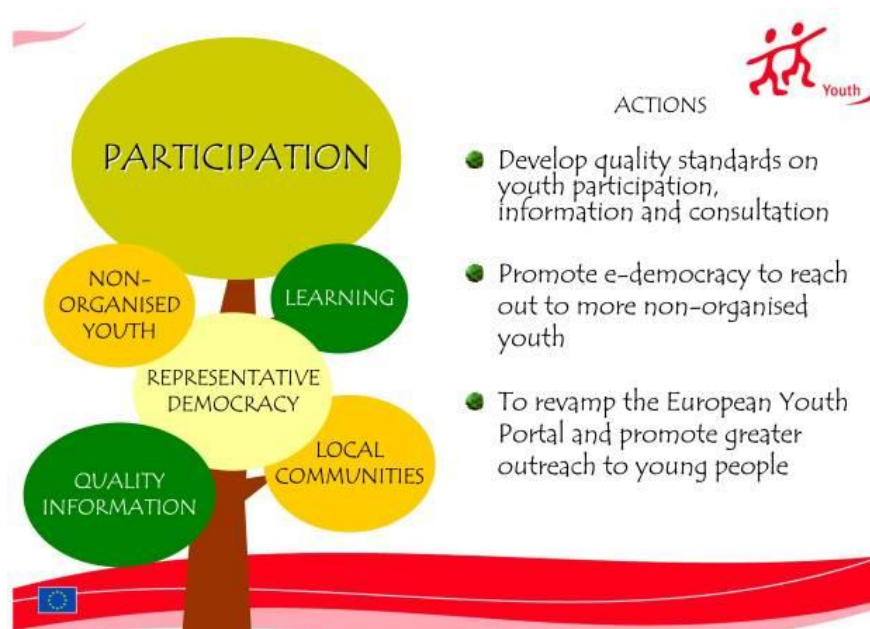 PARTICIPATION
NON-
ORGANISED
YOUTH
LEARNING
REPRESENTATIVE
DEMOCRACY
LOCAL
COMMUNITIES
QUALITY
INFORMATION
Youth
ACTIONS
Develop quality standards on
youth participation,
information and consultation
Promote e-democracy to reach
out to more non-organised
youth
To revamp the European Youth
Portal and promote greater
outreach to young people